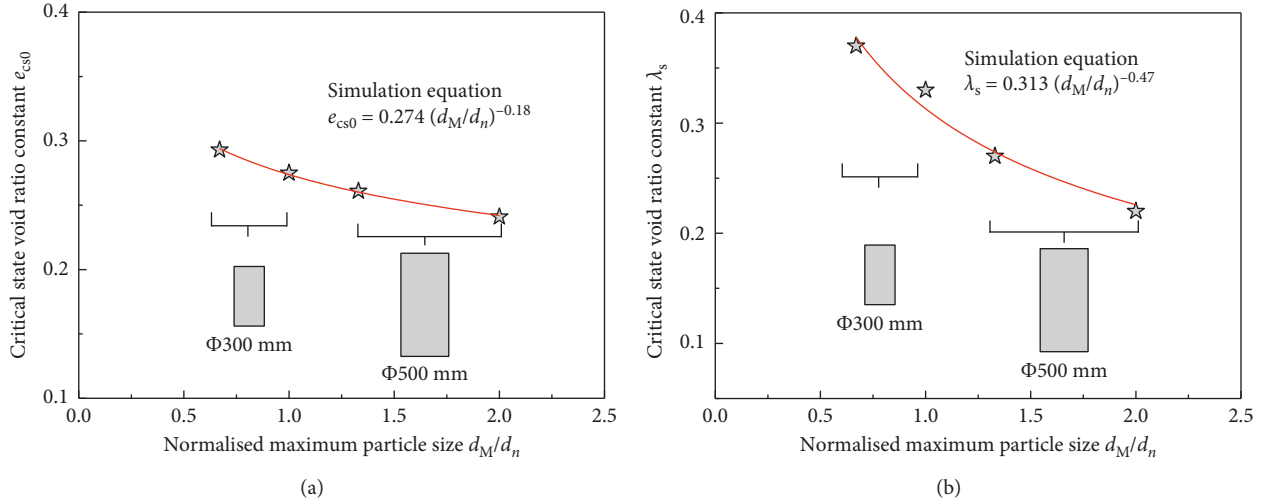 0.4
0.3
0.2
0.1
Critical state void ratio constant e_cs0
Simulation equation
e_cs0 = 0.274 (d_M/d_n)^–0.18
Φ300 mm
Φ500 mm
0.0 0.5 1.0 1.5 2.0 2.5
Normalised maximum particle size d_M/d_n
(a)
0.4
0.3
0.2
0.1
Critical state void ratio constant λ_s
Simulation equation
λ_s = 0.313 (d_M/d_n)^–0.47
Φ300 mm
Φ500 mm
0.0 0.5 1.0 1.5 2.0 2.5
Normalised maximum particle size d_M/d_n
(b)